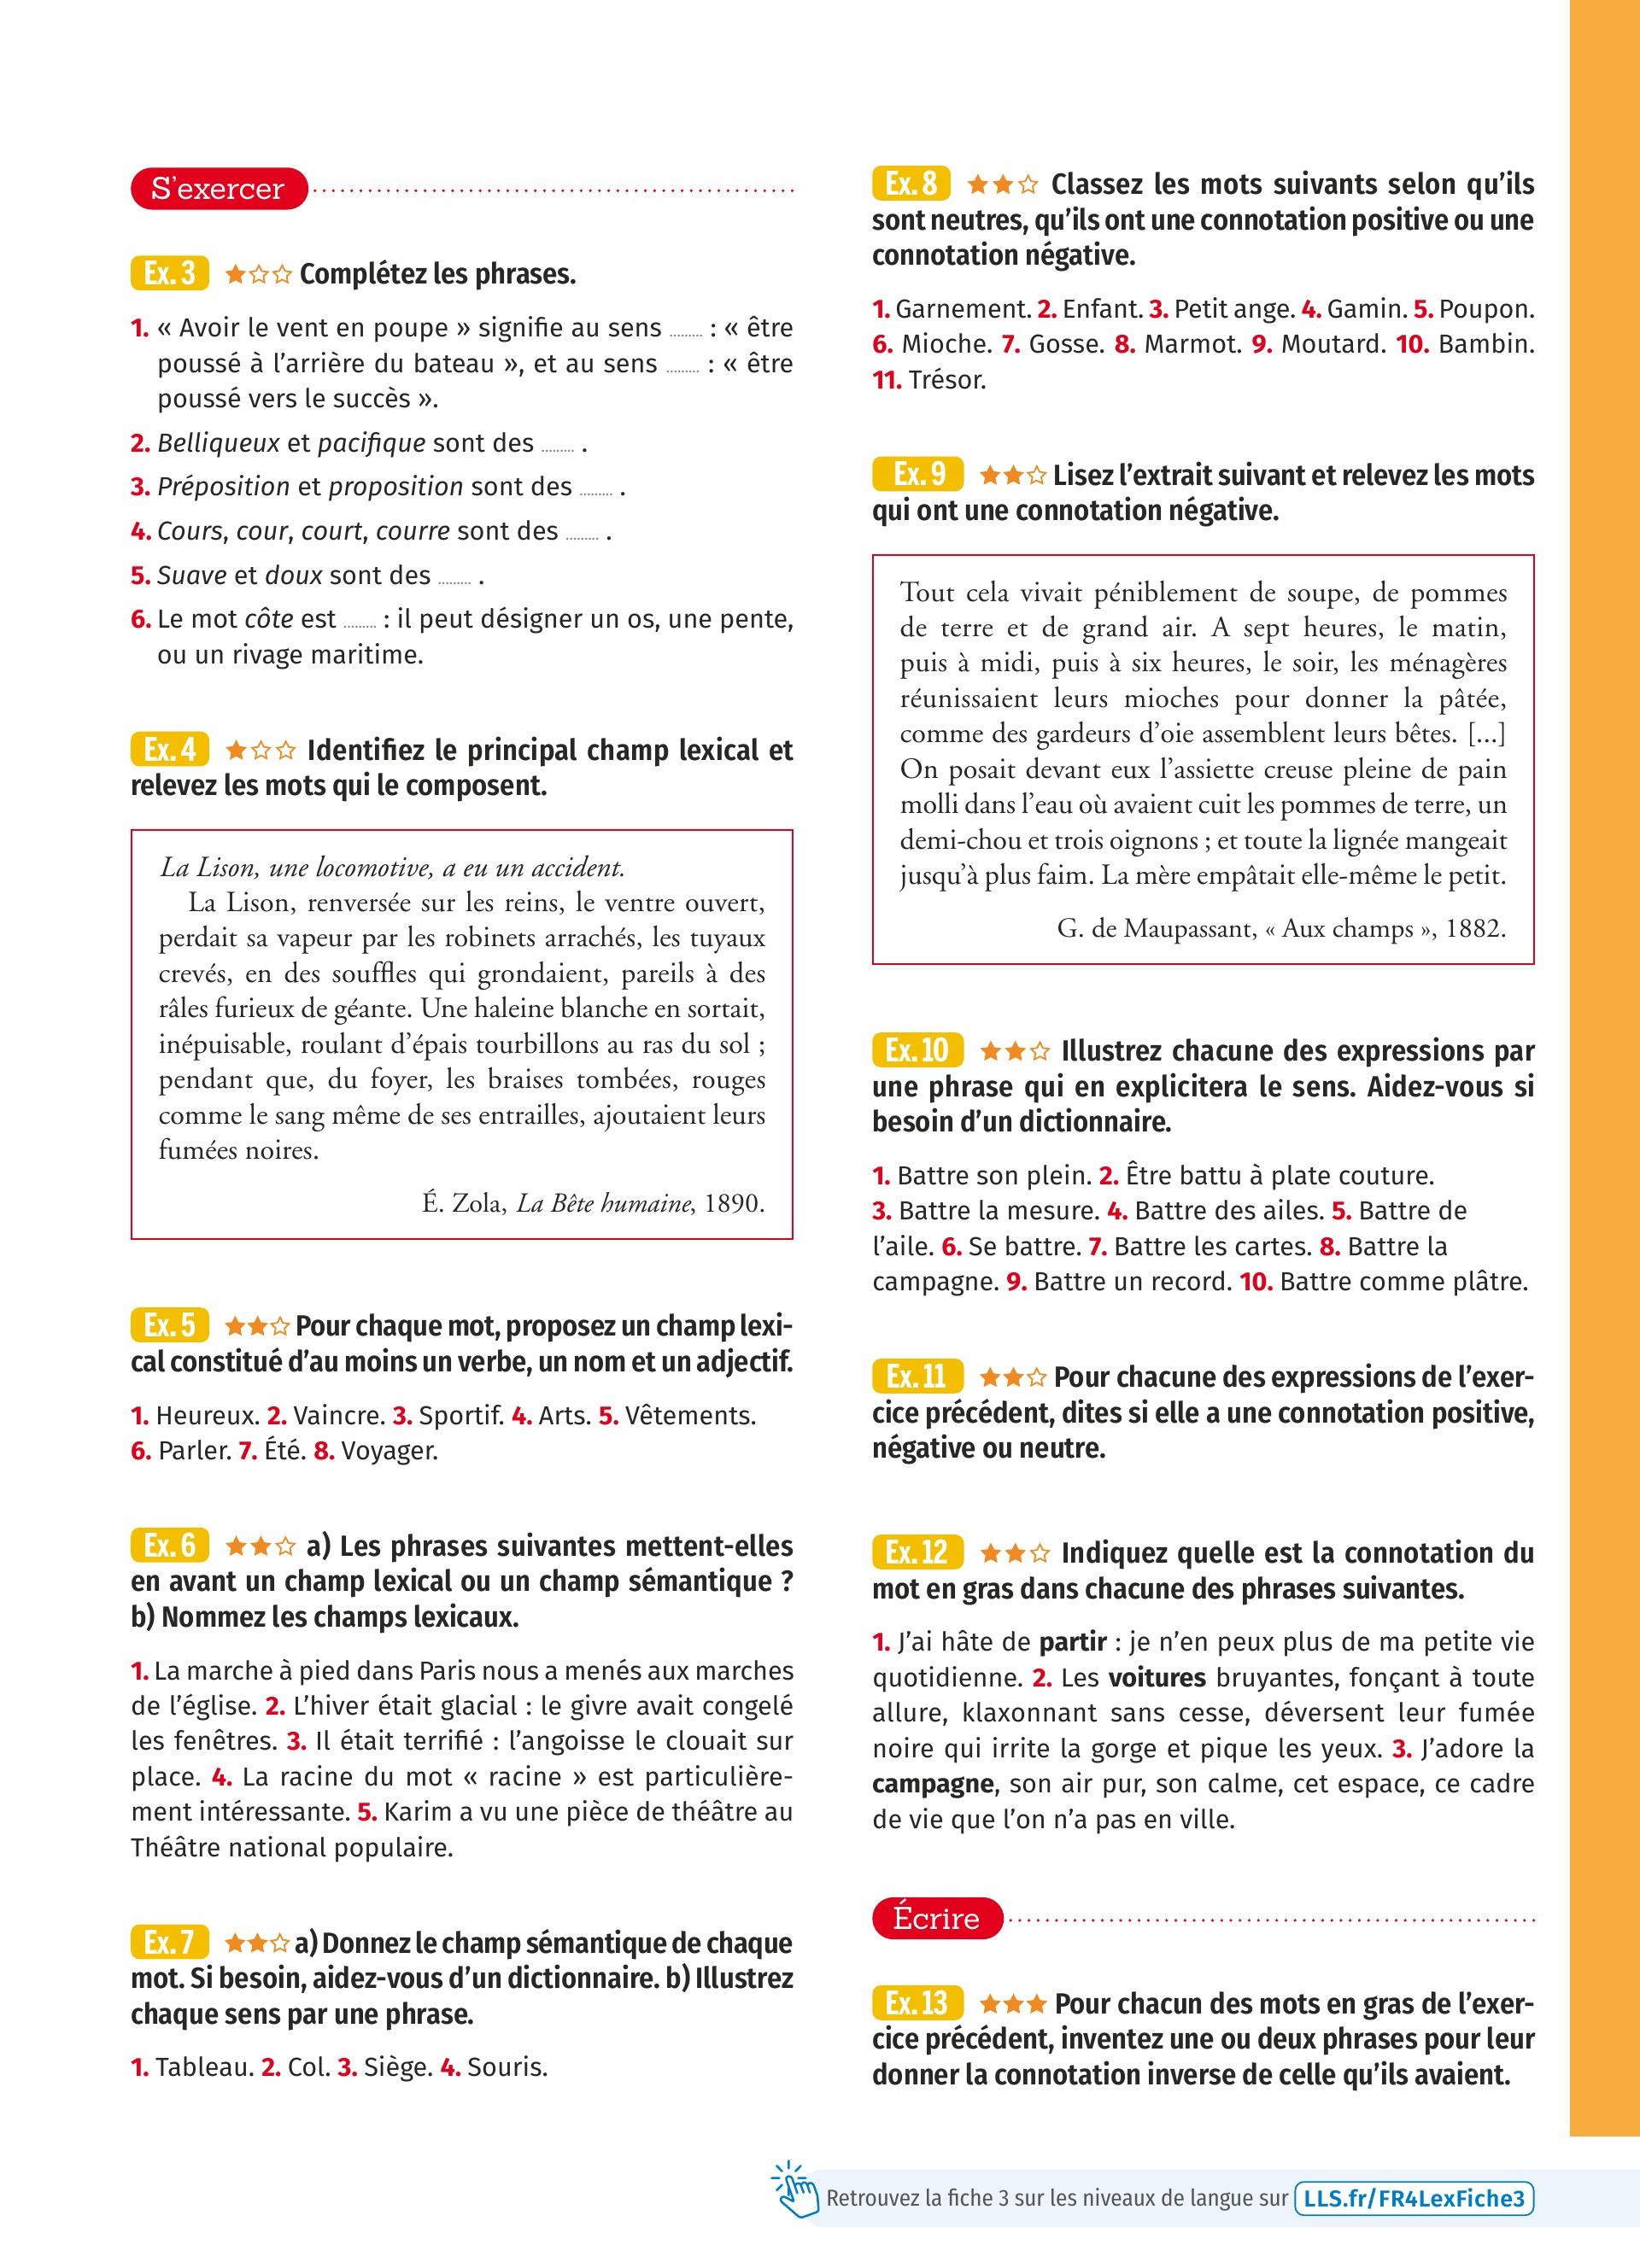 S'exercer
Ex. 3 ★☆☆ Complétez les phrases.
1. « Avoir le vent en poupe » signifie au sens ......... : « être
poussé à l'arrière du bateau », et au sens ......... : « être
poussé vers le succès ».
2. Belliqueux et pacifique sont des ......... .
3. Préposition et proposition sont des ......... .
4. Cours, cour, court, courre sont des ......... .
5. Suave et doux sont des ......... .
6. Le mot côte est ......... : il peut désigner un os, une pente,
ou un rivage maritime.
Ex. 4 ★☆☆ Identifiez le principal champ lexical et
relevez les mots qui le composent.
La Lison, une locomotive, a eu un accident.
La Lison, renversée sur les reins, le ventre ouvert,
perdait sa vapeur par les robinets arrachés, les tuyaux
crevés, en des souffles qui grondaient, pareils à des
râles furieux de géante. Une haleine blanche en sortait,
inépuisable, roulant d'épais tourbillons au ras du sol ;
pendant que, du foyer, les braises tombées, rouges
comme le sang même de ses entrailles, ajoutaient leurs
fumées noires.
É. Zola, La Bête humaine, 1890.
Ex. 5 ★★☆ Pour chaque mot, proposez un champ lexi-
cal constitué d'au moins un verbe, un nom et un adjectif.
1. Heureux. 2. Vaincre. 3. Sportif. 4. Arts. 5. Vêtements.
6. Parler. 7. Été. 8. Voyager.
Ex. 6 ★★☆ a) Les phrases suivantes mettent-elles
en avant un champ lexical ou un champ sémantique ?
b) Nommez les champs lexicaux.
1. La marche à pied dans Paris nous a menés aux marches
de l'église. 2. L'hiver était glacial : le givre avait congelé
les fenêtres. 3. Il était terrifié : l'angoisse le clouait sur
place. 4. La racine du mot « racine » est particulière-
ment intéressante. 5. Karim a vu une pièce de théâtre au
Théâtre national populaire.
Ex. 7 ★★☆ a) Donnez le champ sémantique de chaque
mot. Si besoin, aidez-vous d'un dictionnaire. b) Illustrez
chaque sens par une phrase.
1. Tableau. 2. Col. 3. Siège. 4. Souris.
Ex. 8 ★★☆ Classez les mots suivants selon qu'ils
sont neutres, qu'ils ont une connotation positive ou une
connotation négative.
1. Garnement. 2. Enfant. 3. Petit ange. 4. Gamin. 5. Poupon.
6. Mioche. 7. Gosse. 8. Marmot. 9. Moutard. 10. Bambin.
11. Trésor.
Ex. 9 ★★☆ Lisez l'extrait suivant et relevez les mots
qui ont une connotation négative.
Tout cela vivait péniblement de soupe, de pommes
de terre et de grand air. A sept heures, le matin,
puis à midi, puis à six heures, le soir, les ménagères
réunissaient leurs mioches pour donner la pâtée,
comme des gardeurs d'oie assemblent leurs bêtes. [...]
On posait devant eux l'assiette creuse pleine de pain
molli dans l'eau où avaient cuit les pommes de terre, un
demi-chou et trois oignons ; et toute la lignée mangeait
jusqu'à plus faim. La mère empâtait elle-même le petit.
G. de Maupassant, « Aux champs », 1882.
Ex. 10 ★★☆ Illustrez chacune des expressions par
une phrase qui en explicitera le sens. Aidez-vous si
besoin d'un dictionnaire.
1. Battre son plein. 2. Être battu à plate couture.
3. Battre la mesure. 4. Battre des ailes. 5. Battre de
l'aile. 6. Se battre. 7. Battre les cartes. 8. Battre la
campagne. 9. Battre un record. 10. Battre comme plâtre.
Ex. 11 ★★☆ Pour chacune des expressions de l'exer-
cice précédent, dites si elle a une connotation positive,
négative ou neutre.
Ex. 12 ★★☆ Indiquez quelle est la connotation du
mot en gras dans chacune des phrases suivantes.
1. J'ai hâte de partir : je n'en peux plus de ma petite vie
quotidienne. 2. Les voitures bruyantes, fonçant à toute
allure, klaxonnant sans cesse, déversent leur fumée
noire qui irrite la gorge et pique les yeux. 3. J'adore la
campagne, son air pur, son calme, cet espace, ce cadre
de vie que l'on n'a pas en ville.
Écrire
Ex. 13 ★★★ Pour chacun des mots en gras de l'exer-
cice précédent, inventez une ou deux phrases pour leur
donner la connotation inverse de celle qu'ils avaient.
Retrouvez la fiche 3 sur les niveaux de langue sur LLS.fr/FR4LexFiche3